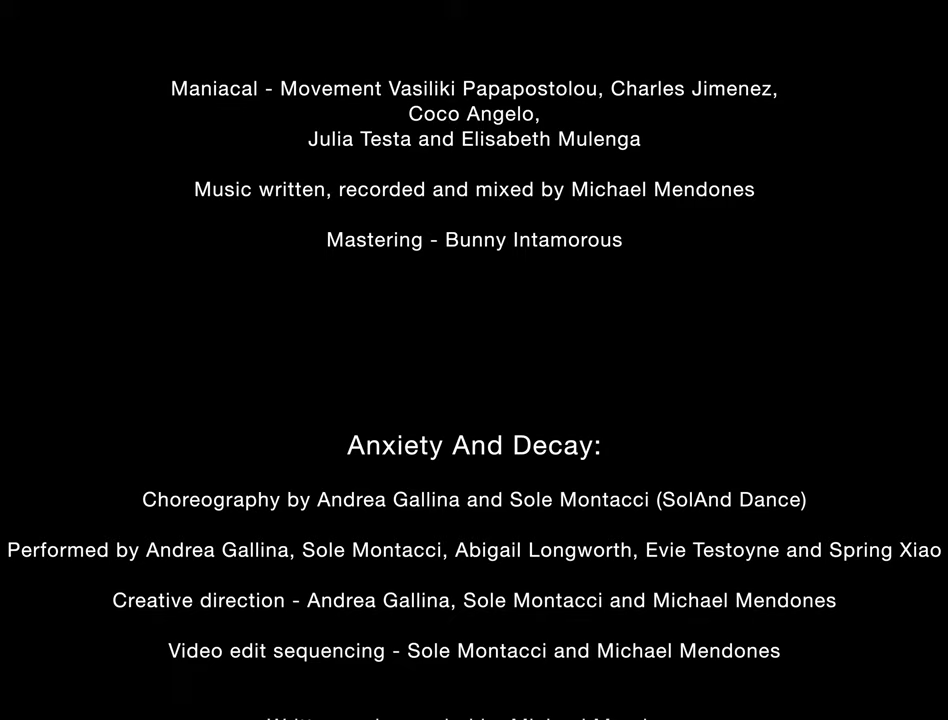 Maniacal - Movement Vasiliki Papapostolou, Charles Jimenez,
Coco Angelo,
Julia Testa and Elisabeth Mulenga
Music written, recorded and mixed by Michael Mendones
Mastering - Bunny Intamorous
Anxiety And Decay:
Choreography by Andrea Gallina and Sole Montacci (SolAnd Dance)
Performed by Andrea Gallina, Sole Montacci, Abigail Longworth, Evie Testoyne and Spring Xiao
Creative direction - Andrea Gallina, Sole Montacci and Michael Mendones
Video edit sequencing - Sole Montacci and Michael Mendones